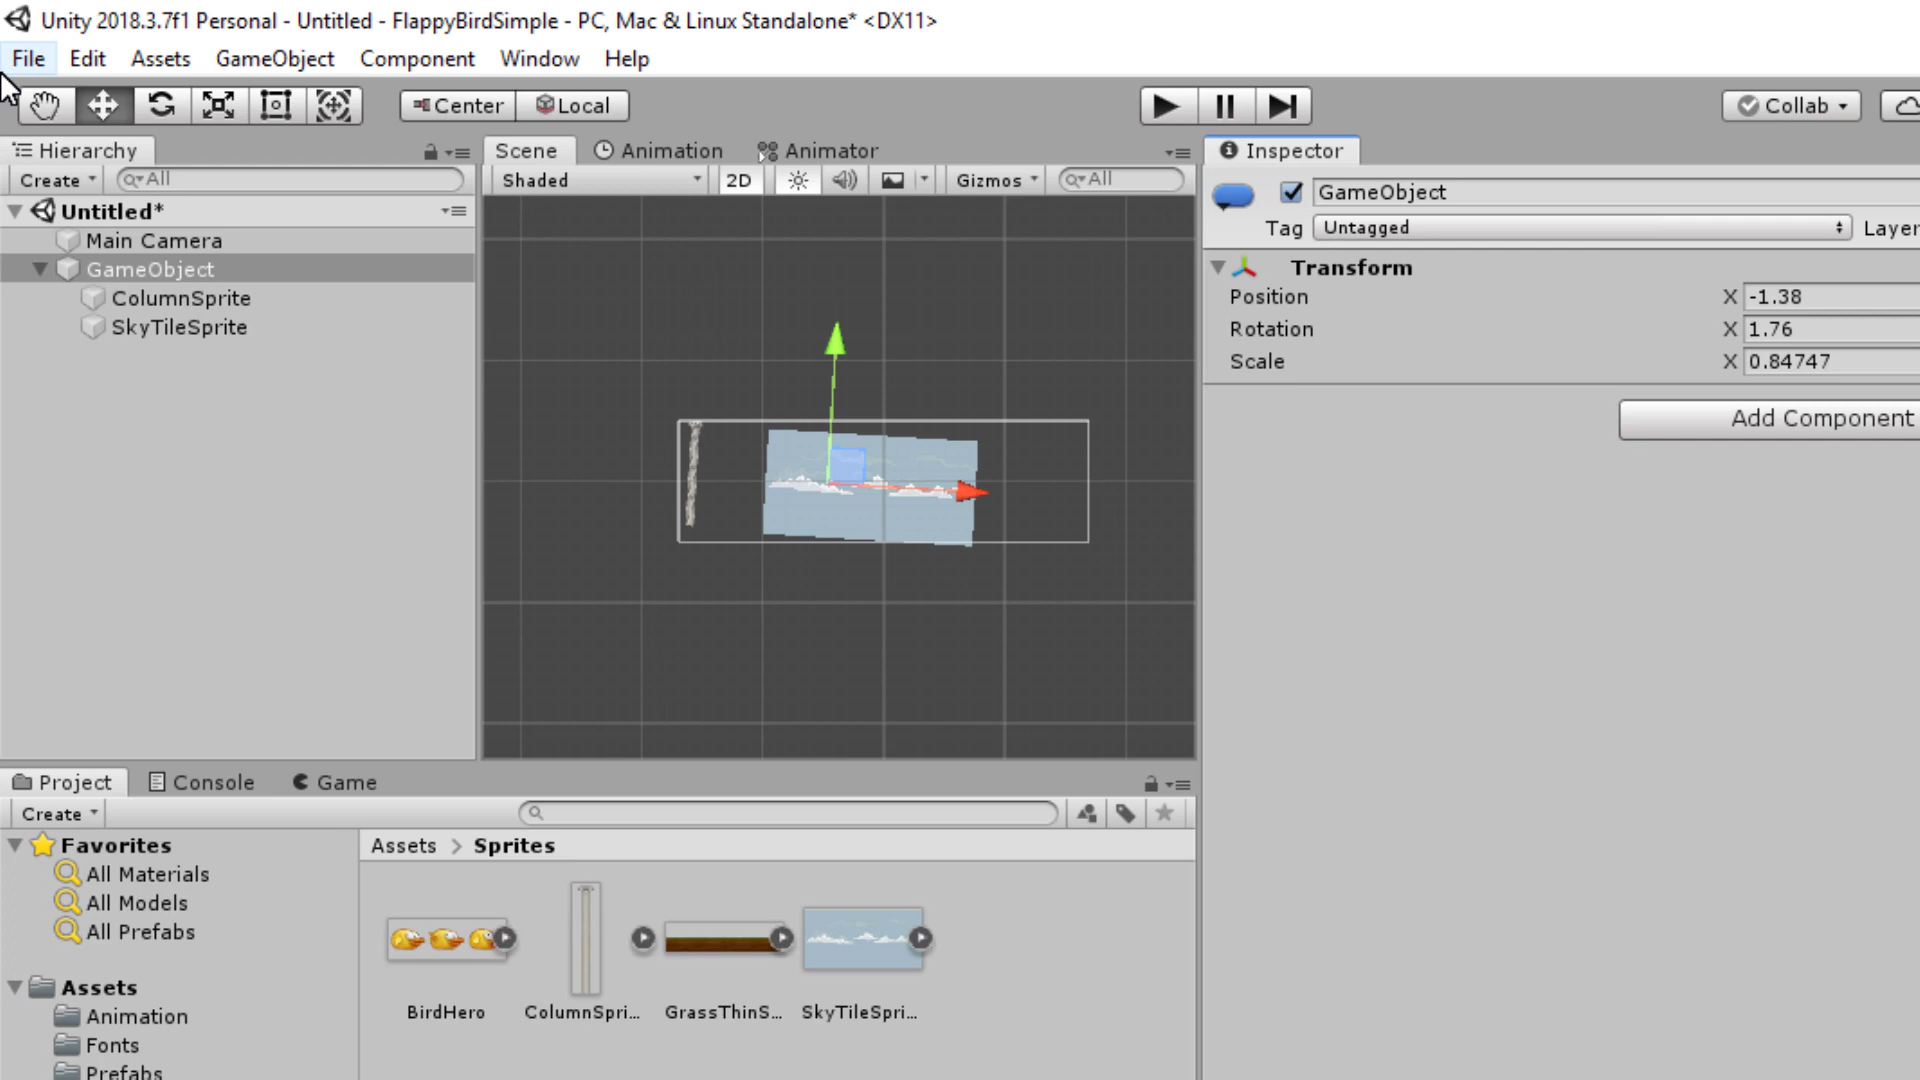 Unity 2018.3.7f1 Personal - Untitled - FlappyBirdSimple - PC, Mac & Linux Standalone* <DX11>
File Edit Assets GameObject Component Window Help
Center Local Collab
Hierarchy
Create All
Untitled*
Main Camera
GameObject
ColumnSprite
SkyTileSprite
Scene Animation Animator
Shaded 2D Gizmos All
Inspector
GameObject
Tag Untagged Layer
Transform
Position X -1.38
Rotation X 1.76
Scale X 0.84747
Add Component
Project Console Game
Create
Favorites
All Materials
All Models
All Prefabs
Assets
Animation
Fonts
Prefabs
Assets > Sprites
BirdHero ColumnSpri... GrassThinS... SkyTileSpri...